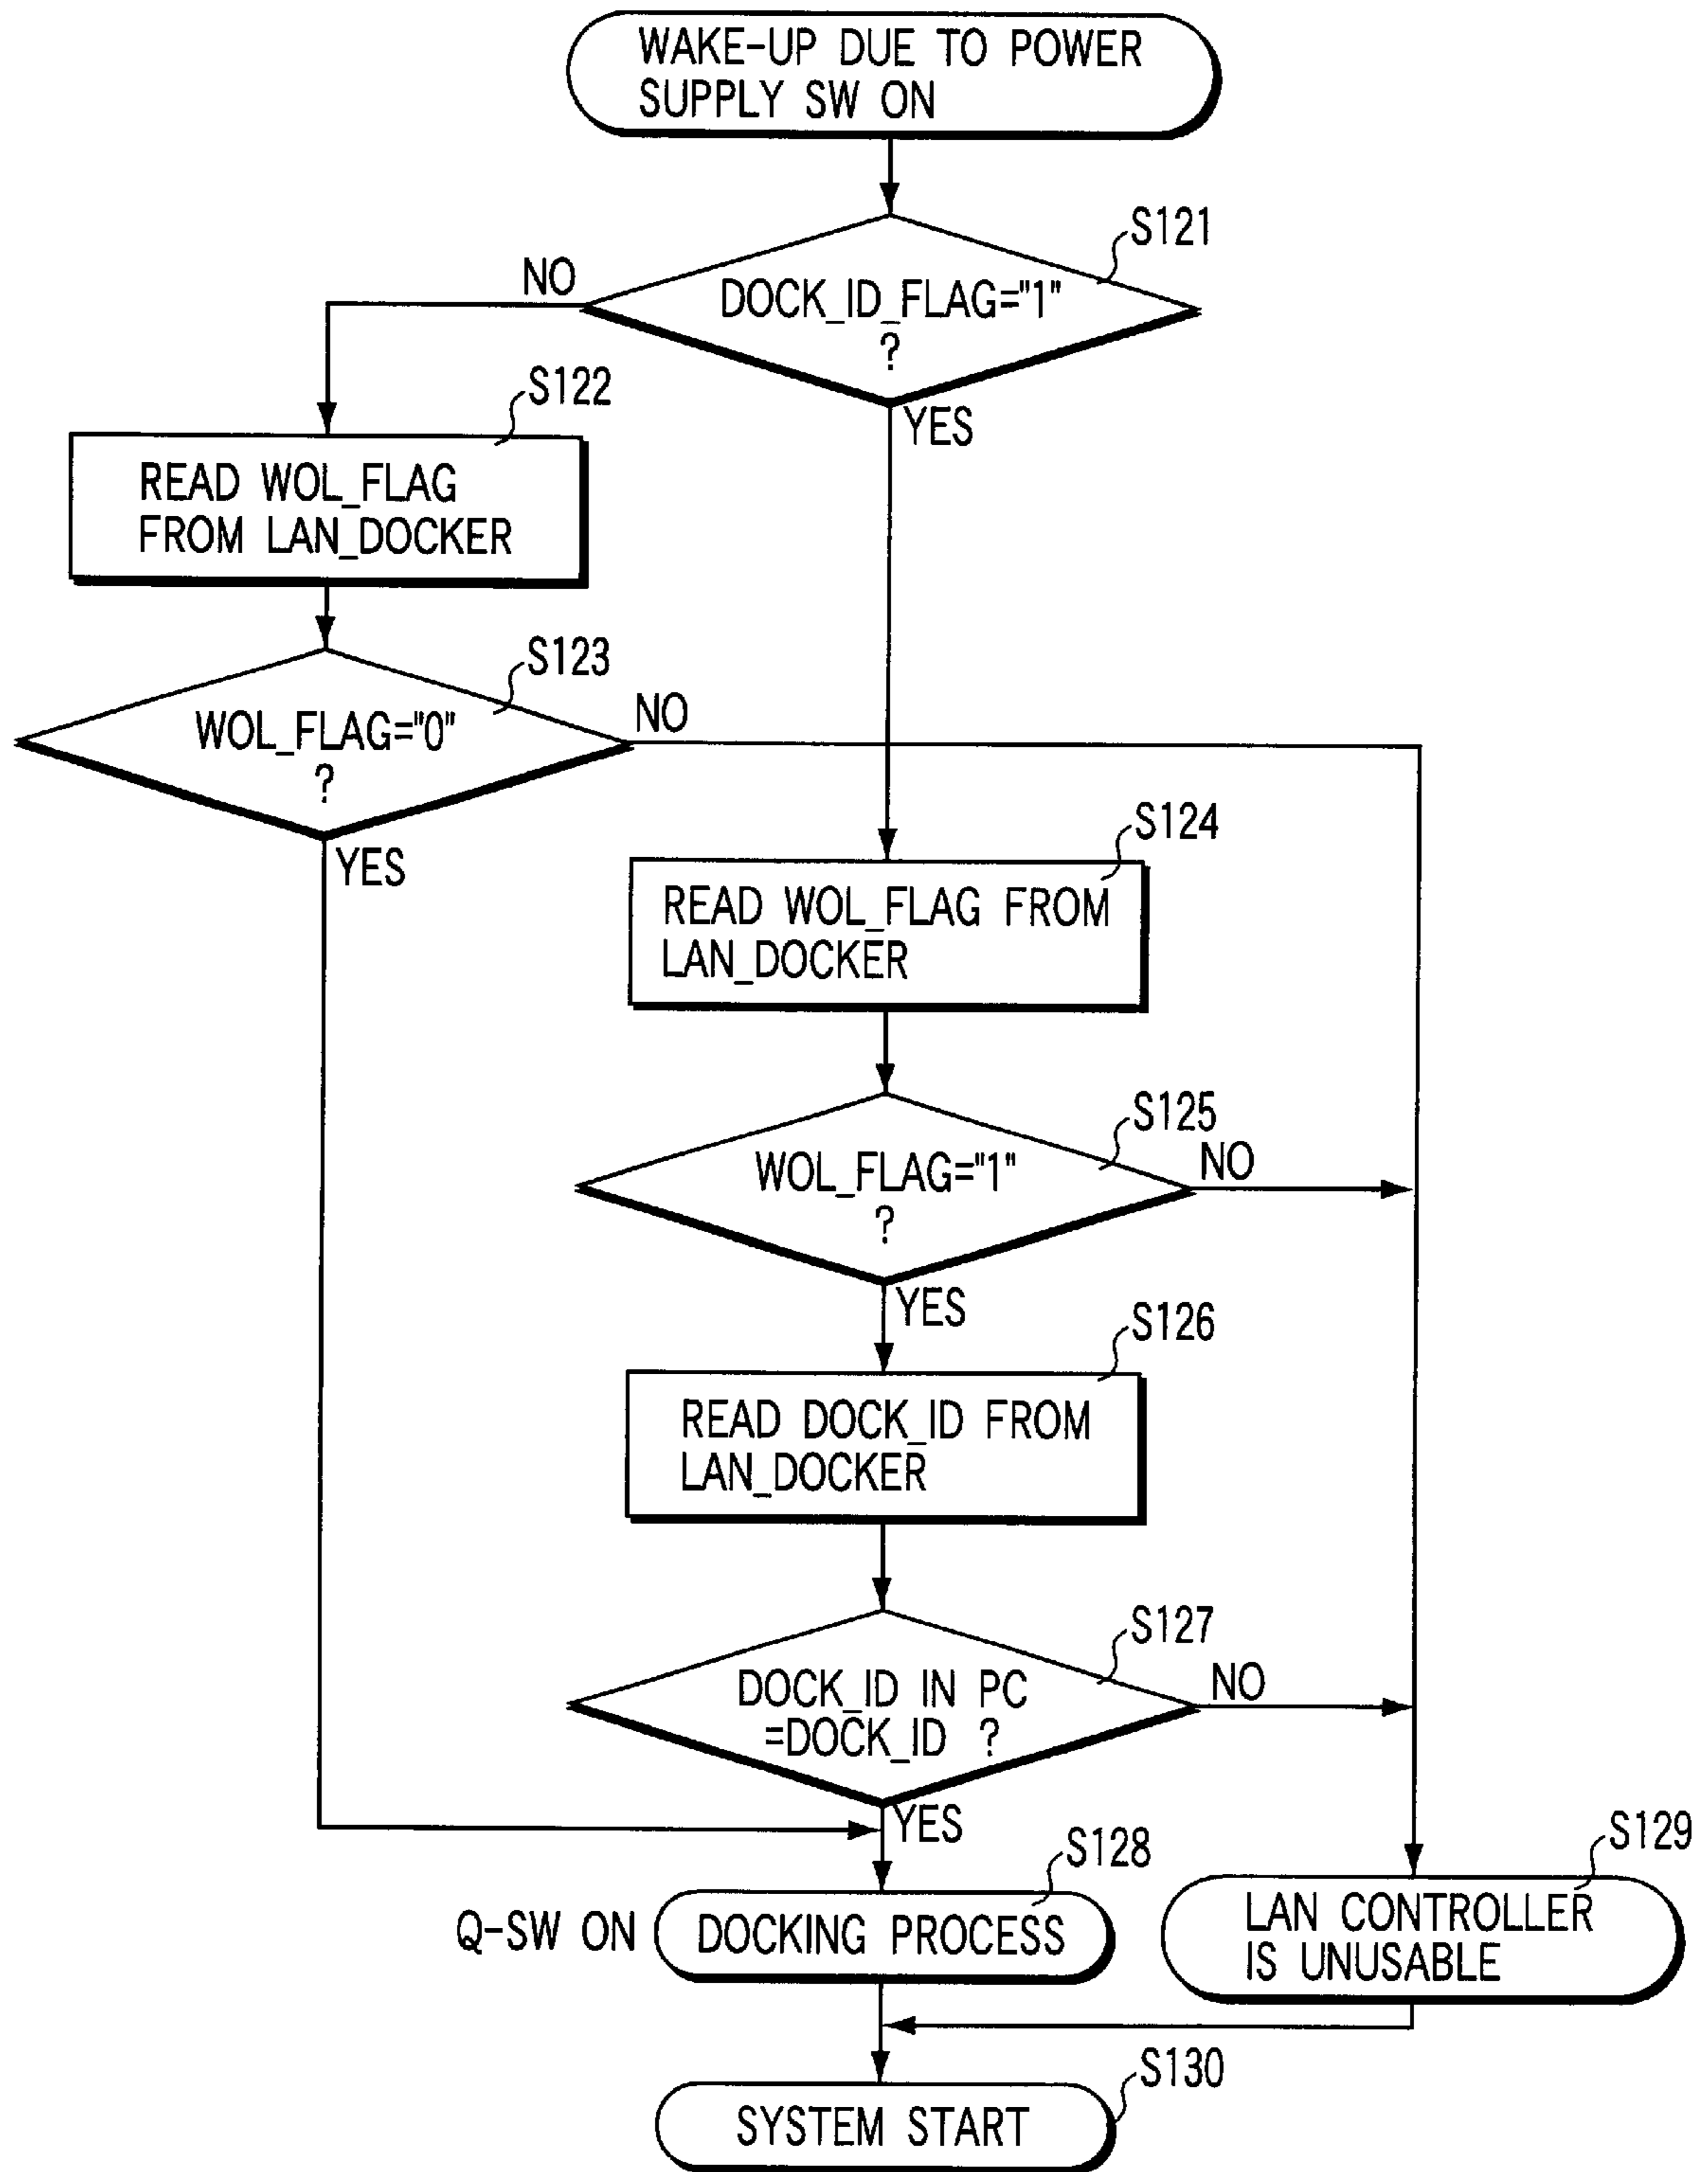 WAKE-UP DUE TO POWER
SUPPLY SW ON
S121
NO
DOCK_ID_FLAG="1"
?
YES
S122
READ WOL_FLAG
FROM LAN_DOCKER
S123
NO
WOL_FLAG="0"
?
YES
S124
READ WOL_FLAG FROM
LAN_DOCKER
S125
NO
WOL_FLAG="1"
?
YES
S126
READ DOCK_ID FROM
LAN_DOCKER
S127
NO
DOCK_ID IN PC
=DOCK_ID ?
YES
S128
Q-SW ON
DOCKING PROCESS
S129
LAN CONTROLLER
IS UNUSABLE
S130
SYSTEM START